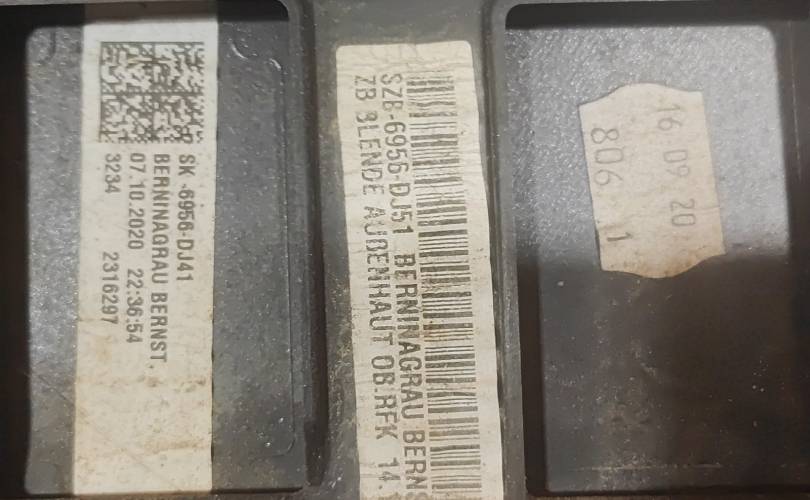 SK -6956-DJ41
BERNINAGRAU BERNST.
07.10.2020 22:36:54
3234 2316297
SZB-6956-DJ51 BERNINAGRAU BERNS
ZB BLENDE AUßENHAUT OB.RFK 14.
16 09 20
806 1